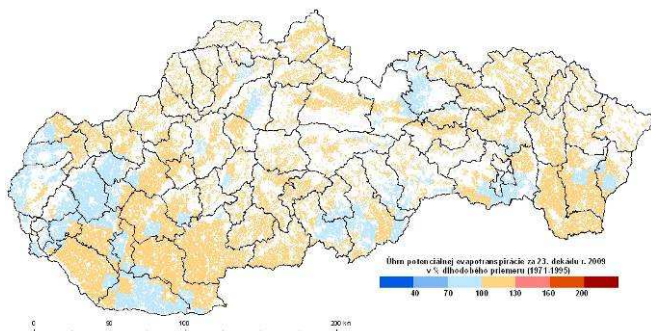 Úhrn potenciálnej evapotranspirácie za 23. dekádu r. 2009
v % dlhodobého priemeru (1971-1995)
40 70 100 130 160 200
0 50 100 200 km